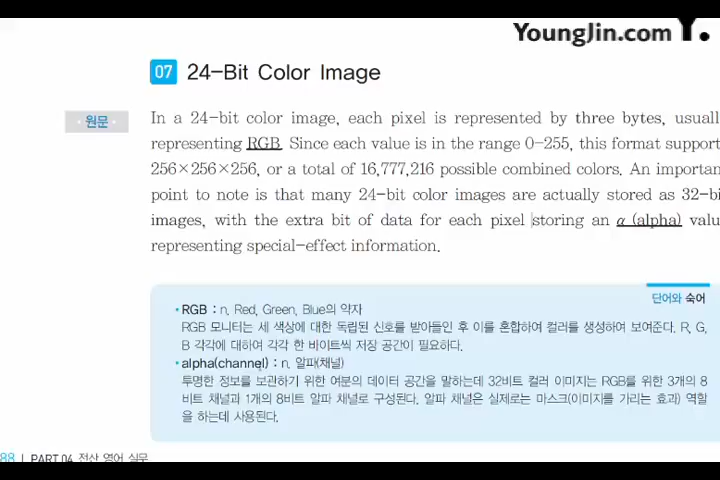 YoungJin.com Y.
07 24-Bit Color Image
원문
In a 24-bit color image, each pixel is represented by three bytes, usuall
representing RGB. Since each value is in the range 0-255, this format support
256×256×256, or a total of 16,777,216 possible combined colors. An importan
point to note is that many 24-bit color images are actually stored as 32-bi
images, with the extra bit of data for each pixel storing an α (alpha) valu
representing special-effect information.
단어와 숙어
• RGB : n. Red, Green, Blue의 약자
RGB 모니터는 세 색상에 대한 독립된 신호를 받아들인 후 이를 혼합하여 컬러를 생성하여 보여준다. R, G,
B 각각에 대하여 각각 한 바이트씩 저장 공간이 필요하다.
• alpha(channel) : n. 알파(채널)
투명한 정보를 보관하기 위한 여분의 데이터 공간을 말하는데 32비트 컬러 이미지는 RGB를 위한 3개의 8
비트 채널과 1개의 8비트 알파 채널로 구성된다. 알파 채널은 실제로는 마스크(이미지를 가리는 효과) 역할
을 하는데 사용된다.
88 | PART 04 전산 영어 실무